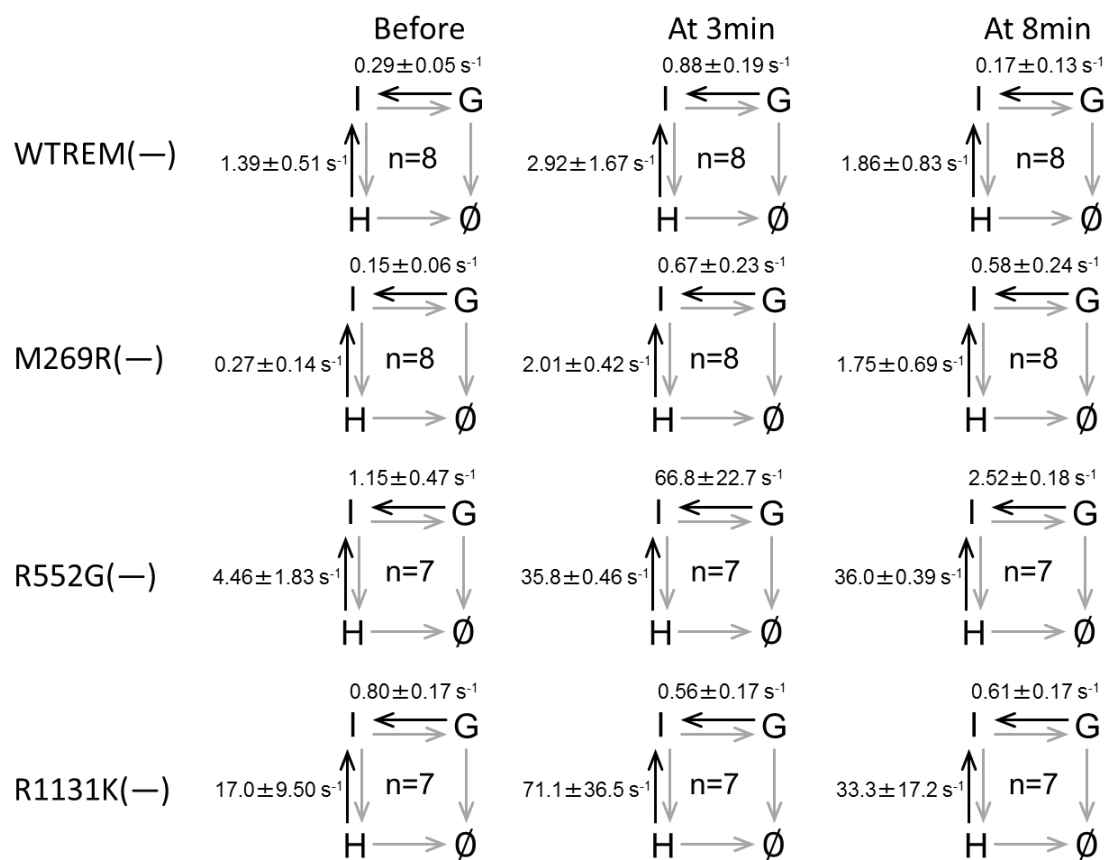 Before At 3min At 8min
0.29±0.05 s⁻¹ 0.88±0.19 s⁻¹ 0.17±0.13 s⁻¹
I G I G I G
WTREM(—) 1.39±0.51 s⁻¹ n=8 2.92±1.67 s⁻¹ n=8 1.86±0.83 s⁻¹ n=8
H Ø H Ø H Ø
0.15±0.06 s⁻¹ 0.67±0.23 s⁻¹ 0.58±0.24 s⁻¹
I G I G I G
M269R(—) 0.27±0.14 s⁻¹ n=8 2.01±0.42 s⁻¹ n=8 1.75±0.69 s⁻¹ n=8
H Ø H Ø H Ø
1.15±0.47 s⁻¹ 66.8±22.7 s⁻¹ 2.52±0.18 s⁻¹
I G I G I G
R552G(—) 4.46±1.83 s⁻¹ n=7 35.8±0.46 s⁻¹ n=7 36.0±0.39 s⁻¹ n=7
H Ø H Ø H Ø
0.80±0.17 s⁻¹ 0.56±0.17 s⁻¹ 0.61±0.17 s⁻¹
I G I G I G
R1131K(—) 17.0±9.50 s⁻¹ n=7 71.1±36.5 s⁻¹ n=7 33.3±17.2 s⁻¹ n=7
H Ø H Ø H Ø